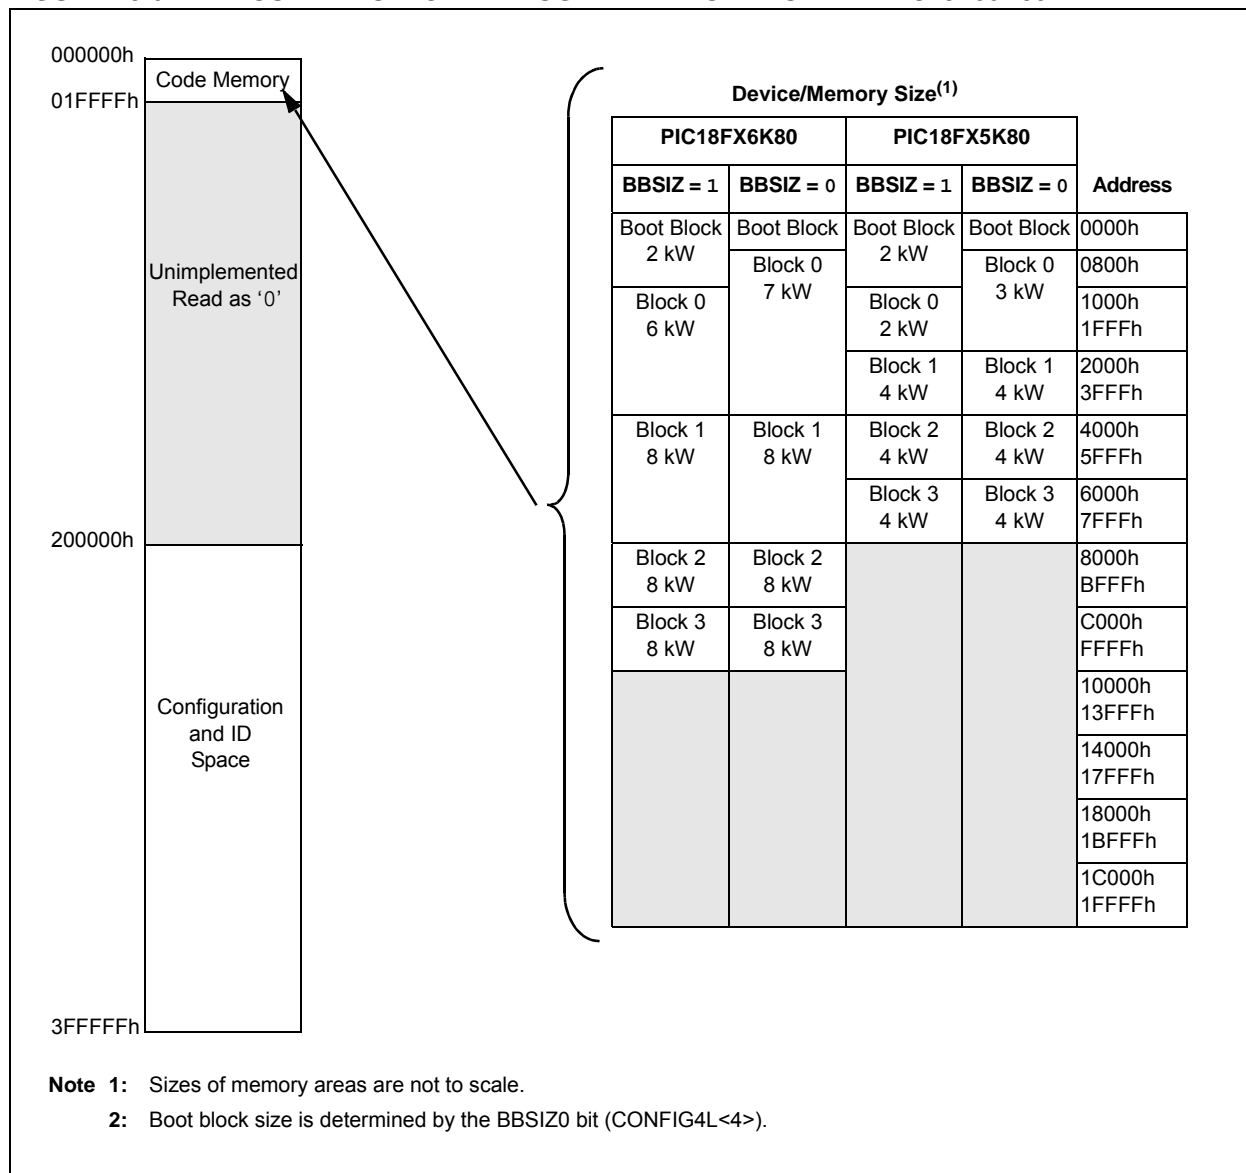 000000h
Code Memory
01FFFFh
Unimplemented
Read as ‘0’
200000h
Configuration
and ID
Space
3FFFFFh
Device/Memory Size(1)
PIC18FX6K80 PIC18FX5K80
BBSIZ = 1 BBSIZ = 0 BBSIZ = 1 BBSIZ = 0 Address
Boot Block Boot Block Boot Block Boot Block 0000h
2 kW Block 0 2 kW Block 0 0800h
7 kW 3 kW
Block 0 Block 0 1000h
6 kW 2 kW 1FFFh
Block 1 Block 1 2000h
4 kW 4 kW 3FFFh
Block 1 Block 1 Block 2 Block 2 4000h
8 kW 8 kW 4 kW 4 kW 5FFFh
Block 3 Block 3 6000h
4 kW 4 kW 7FFFh
Block 2 Block 2 8000h
8 kW 8 kW BFFFh
Block 3 Block 3 C000h
8 kW 8 kW FFFFh
10000h
13FFFh
14000h
17FFFh
18000h
1BFFFh
1C000h
1FFFFh
Note 1: Sizes of memory areas are not to scale.
2: Boot block size is determined by the BBSIZ0 bit (CONFIG4L<4>).